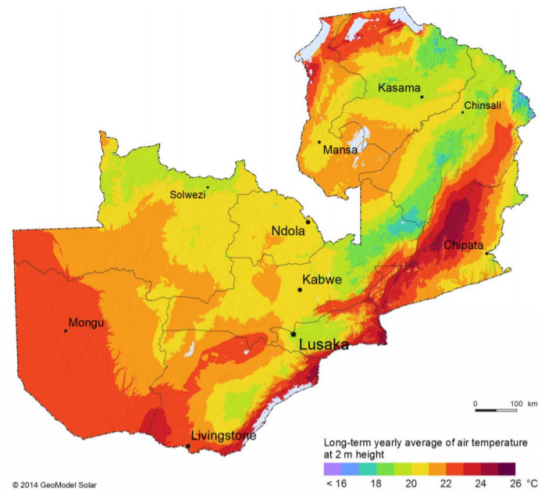 Kasama
Chinsali
Mansa
Solwezi
Ndola
Chipata
Kabwe
Mongu
Lusaka
0 100 km
Livingstone
Long-term yearly average of air temperature
at 2 m height
< 16 18 20 22 24 26 °C
© 2014 GeoModel Solar